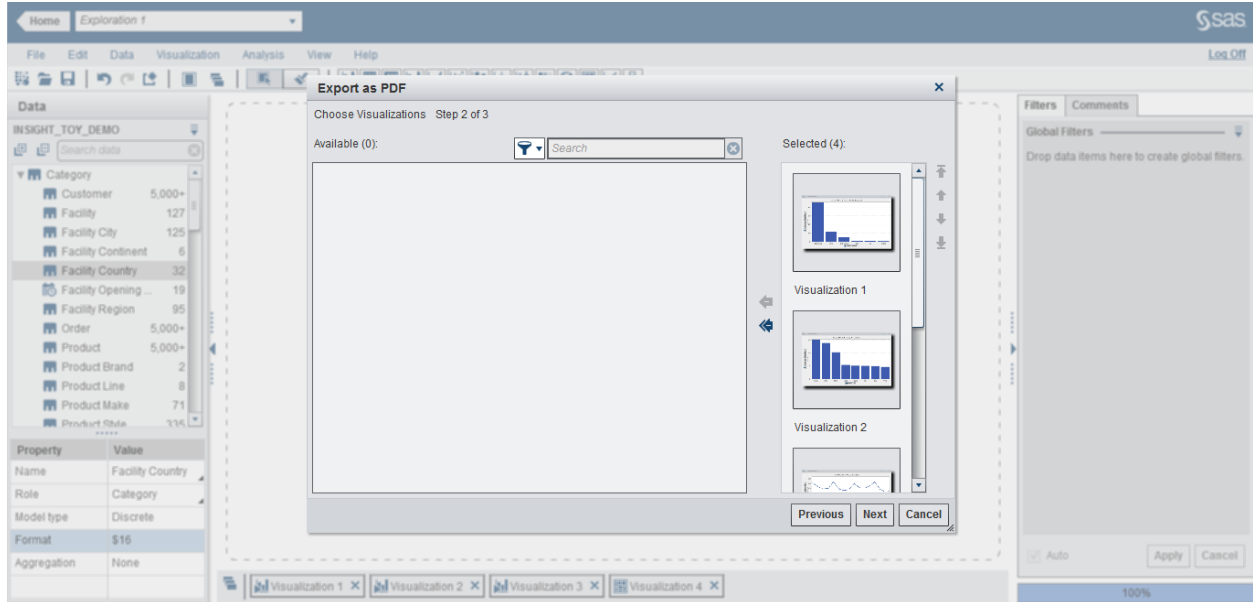 Home Exploration 1
sas
File Edit Data Visualization Analysis View Help Log Off
Export as PDF
Choose Visualizations Step 2 of 3
Available (0):
Search
Selected (4):
Visualization 1
Visualization 2
Previous Next Cancel
Data
INSIGHT_TOY_DEMO
Search data
Category
Customer 5,000+
Facility 127
Facility City 125
Facility Continent 6
Facility Country 32
Facility Opening ... 19
Facility Region 95
Order 5,000+
Product 5,000+
Product Brand 2
Product Line 8
Product Make 71
Product Style 335
Property Value
Name Facility Country
Role Category
Model type Discrete
Format $16
Aggregation None
Filters Comments
Global Filters
Drop data items here to create global filters.
Auto Apply Cancel
Visualization 1 Visualization 2 Visualization 3 Visualization 4
100%